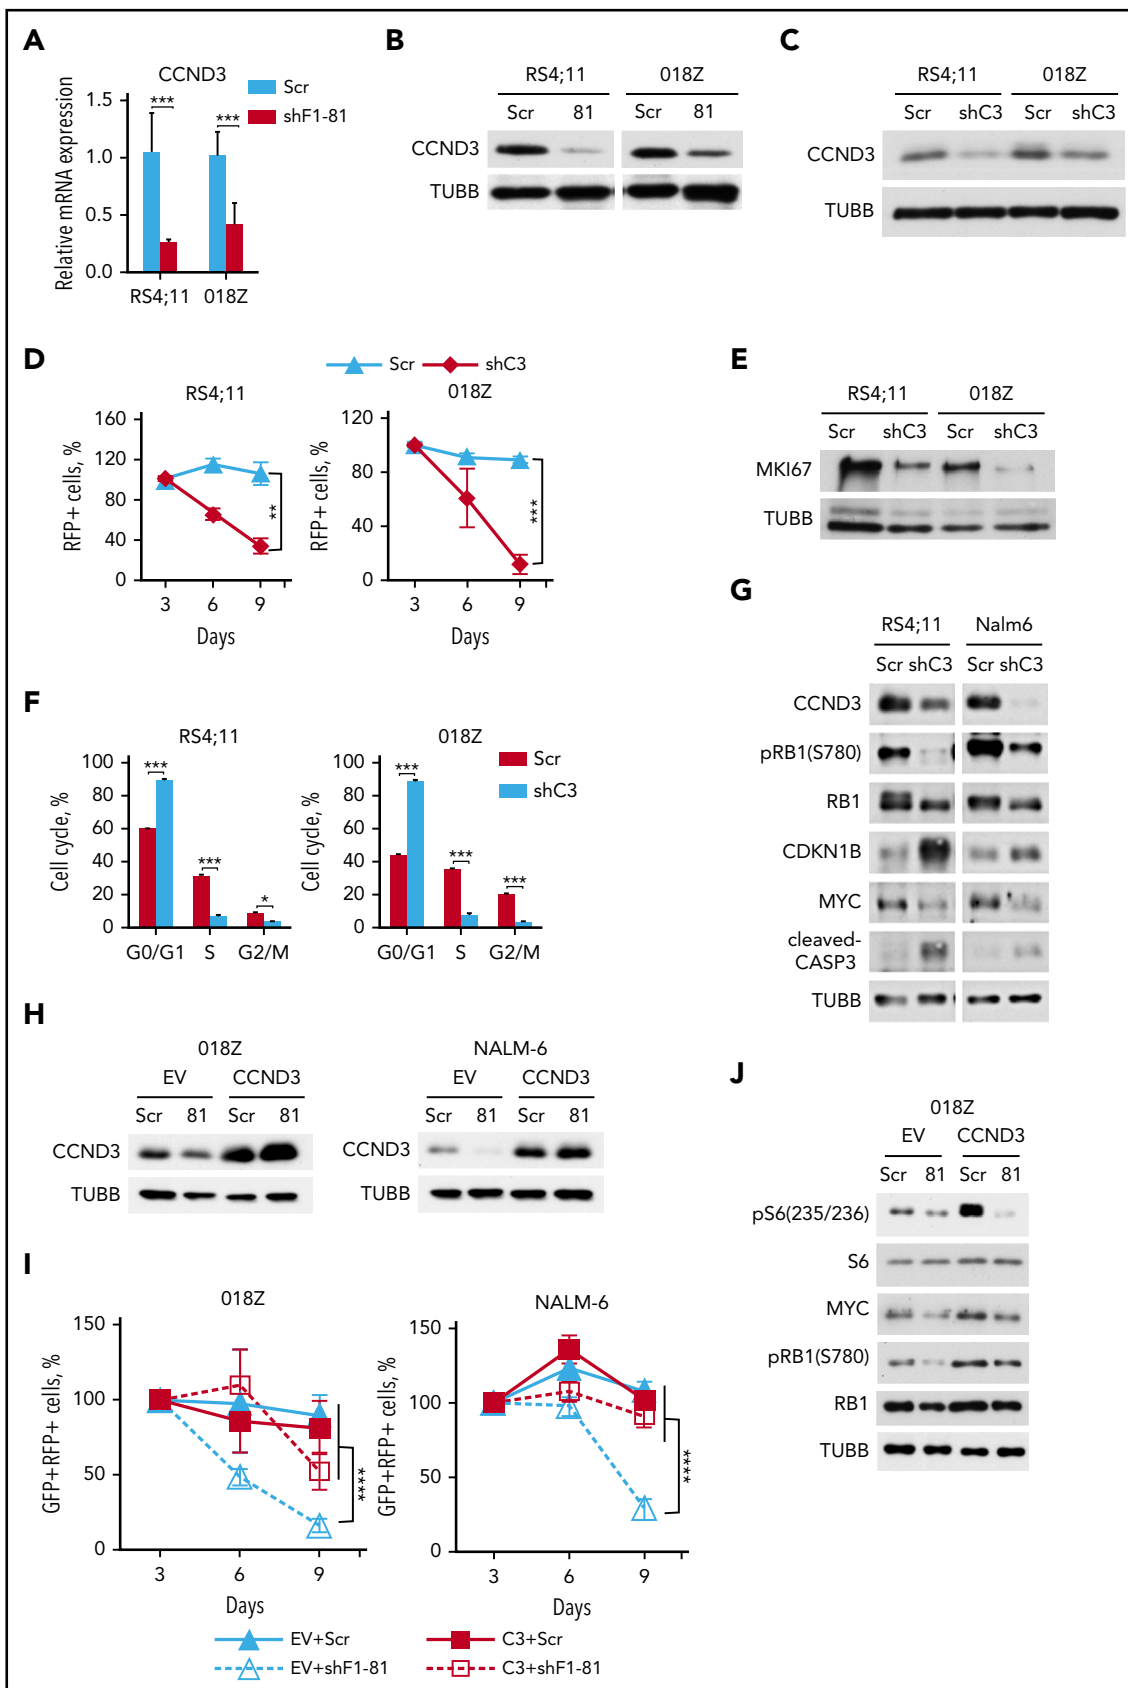 A
CCND3
Scr
shF1-81
Relative mRNA expression
1.5
1.0
0.5
0.0
*** ***
RS4;11 018Z
B
RS4;11 018Z
Scr 81 Scr 81
CCND3
TUBB
C
RS4;11 018Z
Scr shC3 Scr shC3
CCND3
TUBB
D
Scr shC3
RS4;11
RFP+ cells, %
160
120
80
40
0
**
3 6 9
Days
018Z
RFP+ cells, %
120
80
40
0
***
3 6 9
Days
E
RS4;11 018Z
Scr shC3 Scr shC3
MKI67
TUBB
F
RS4;11
Cell cycle, %
100
80
60
40
20
0
*** *** *
G0/G1 S G2/M
018Z
Cell cycle, %
100
80
60
40
20
0
*** *** ***
G0/G1 S G2/M
Scr
shC3
G
RS4;11 Nalm6
Scr shC3 Scr shC3
CCND3
pRB1(S780)
RB1
CDKN1B
MYC
cleaved-
CASP3
TUBB
H
018Z
EV CCND3
Scr 81 Scr 81
CCND3
TUBB
NALM-6
EV CCND3
Scr 81 Scr 81
CCND3
TUBB
I
018Z
GFP+RFP+ cells, %
150
100
50
0
****
3 6 9
Days
NALM-6
GFP+RFP+ cells, %
150
100
50
0
****
3 6 9
Days
EV+Scr C3+Scr
EV+shF1-81 C3+shF1-81
J
018Z
EV CCND3
Scr 81 Scr 81
pS6(235/236)
S6
MYC
pRB1(S780)
RB1
TUBB